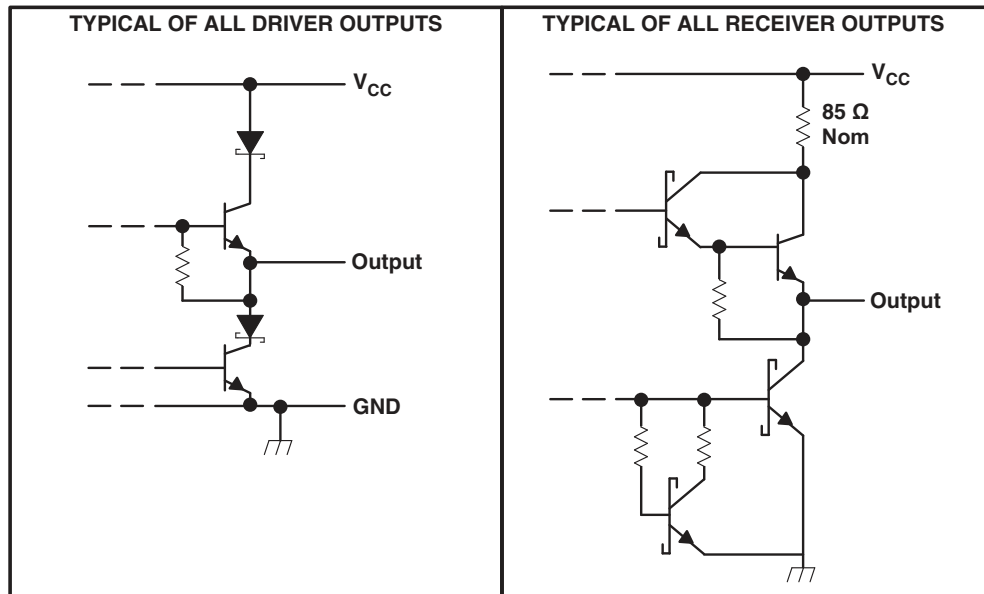 TYPICAL OF ALL DRIVER OUTPUTS
VCC
Output
GND
TYPICAL OF ALL RECEIVER OUTPUTS
VCC
85 Ω
Nom
Output